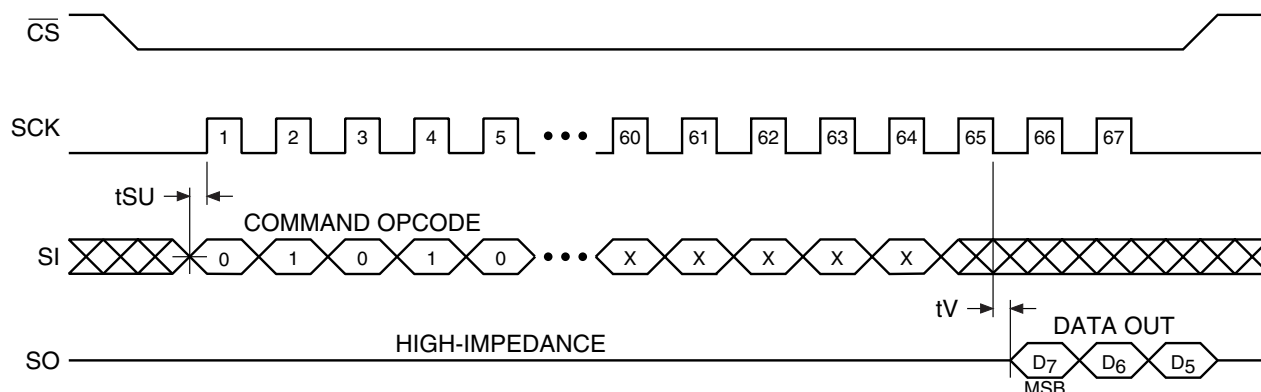 CS
SCK
1 2 3 4 5 ••• 60 61 62 63 64 65 66 67
tSU
COMMAND OPCODE
SI
0 1 0 1 0 ••• X X X X X
tV
DATA OUT
HIGH-IMPEDANCE
SO
D7 D6 D5
MSB